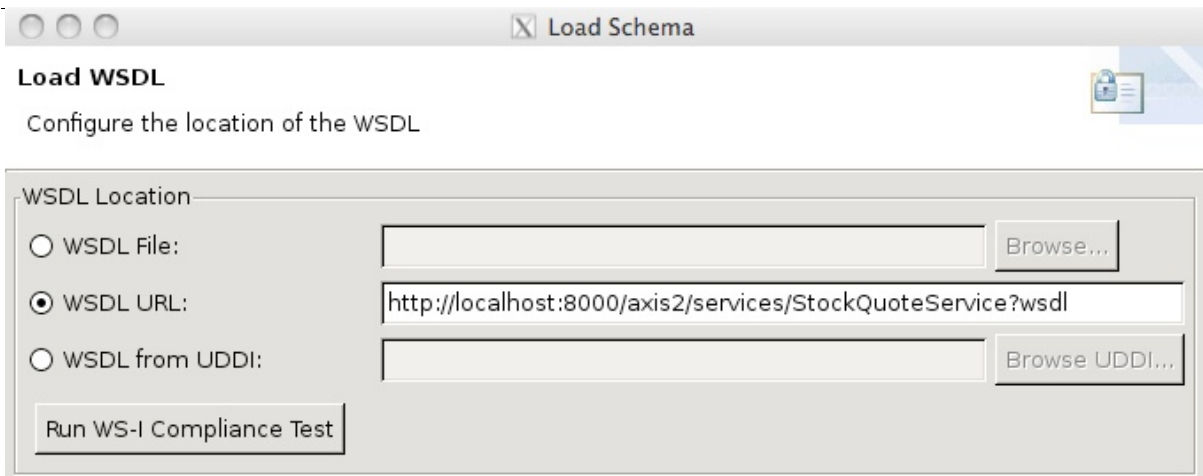 Load Schema
Load WSDL
Configure the location of the WSDL
WSDL Location
WSDL File: Browse...
WSDL URL: http://localhost:8000/axis2/services/StockQuoteService?wsdl
WSDL from UDDI: Browse UDDI...
Run WS-I Compliance Test